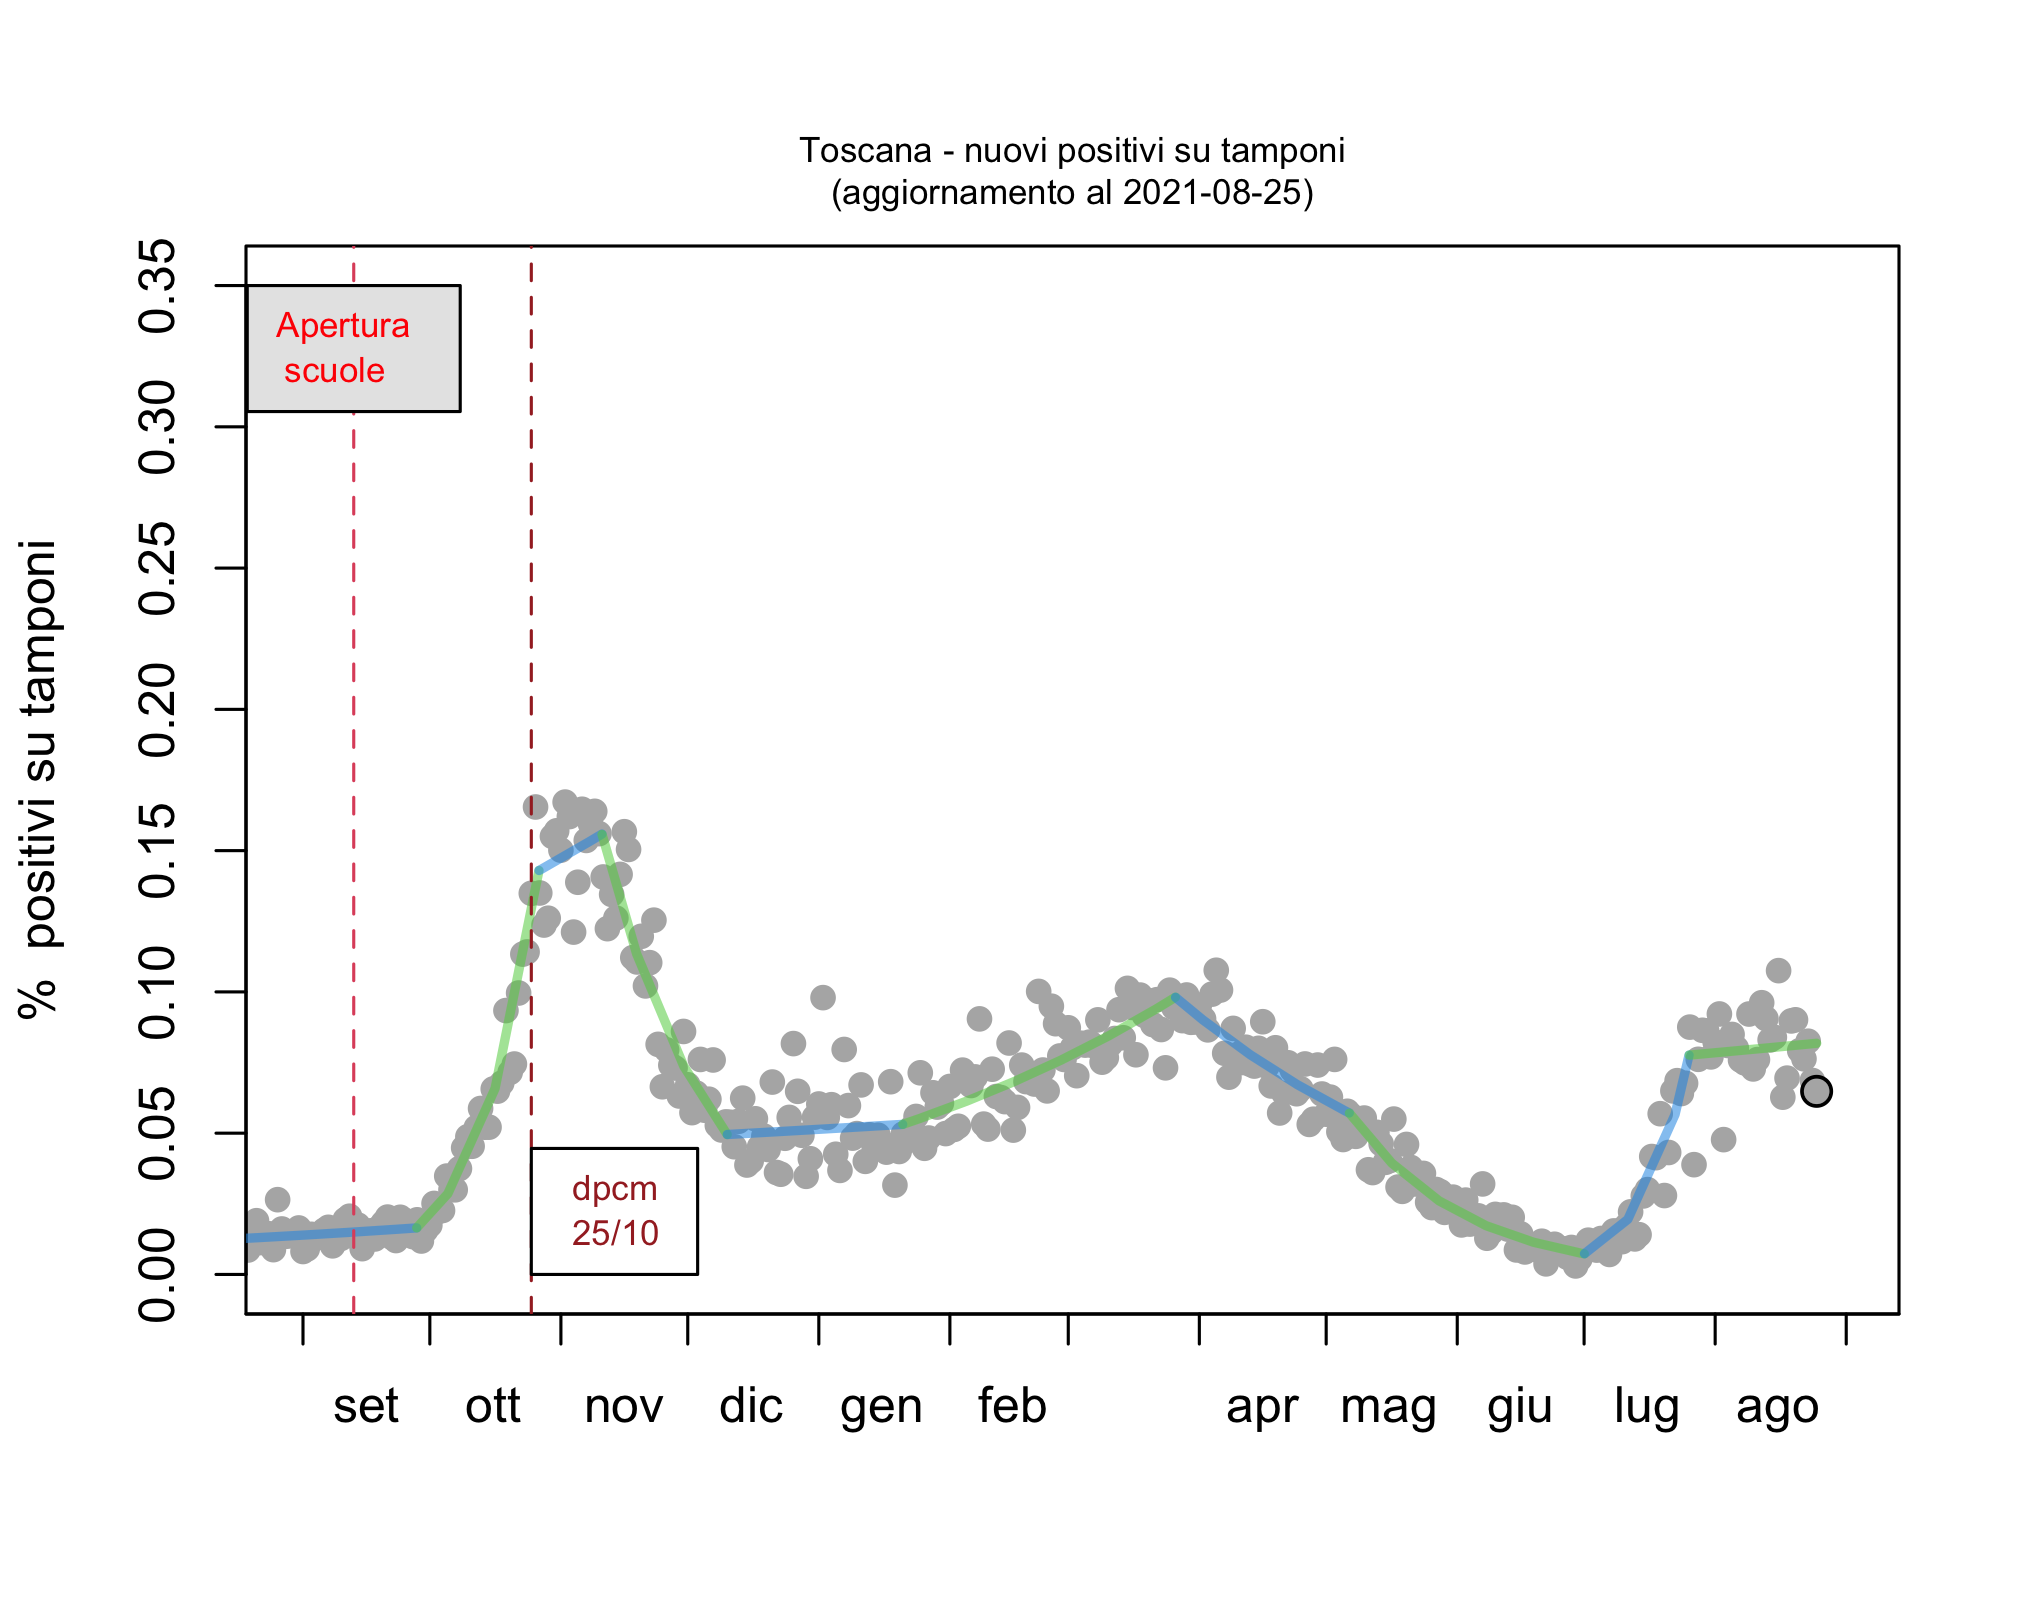 Toscana - nuovi positivi su tamponi
(aggiornamento al 2021-08-25)
% positivi su tamponi
0.35
0.30
0.25
0.20
0.15
0.10
0.05
0.00
Apertura
scuole
dpcm
25/10
set ott nov dic gen feb apr mag giu lug ago